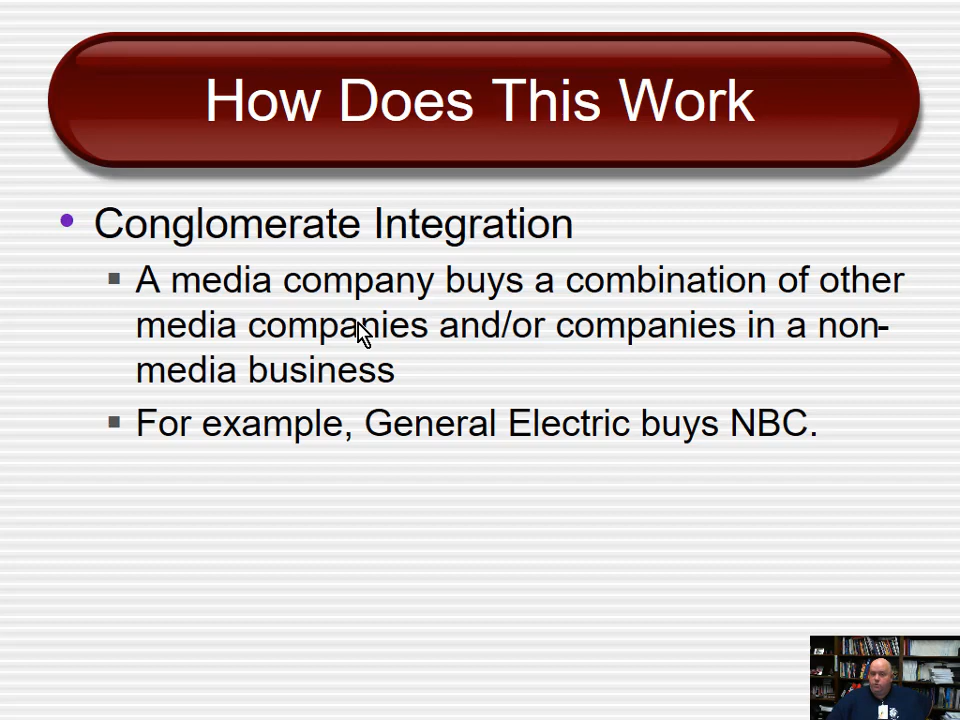 How Does This Work
• Conglomerate Integration
▪ A media company buys a combination of other
media companies and/or companies in a non-
media business
▪ For example, General Electric buys NBC.